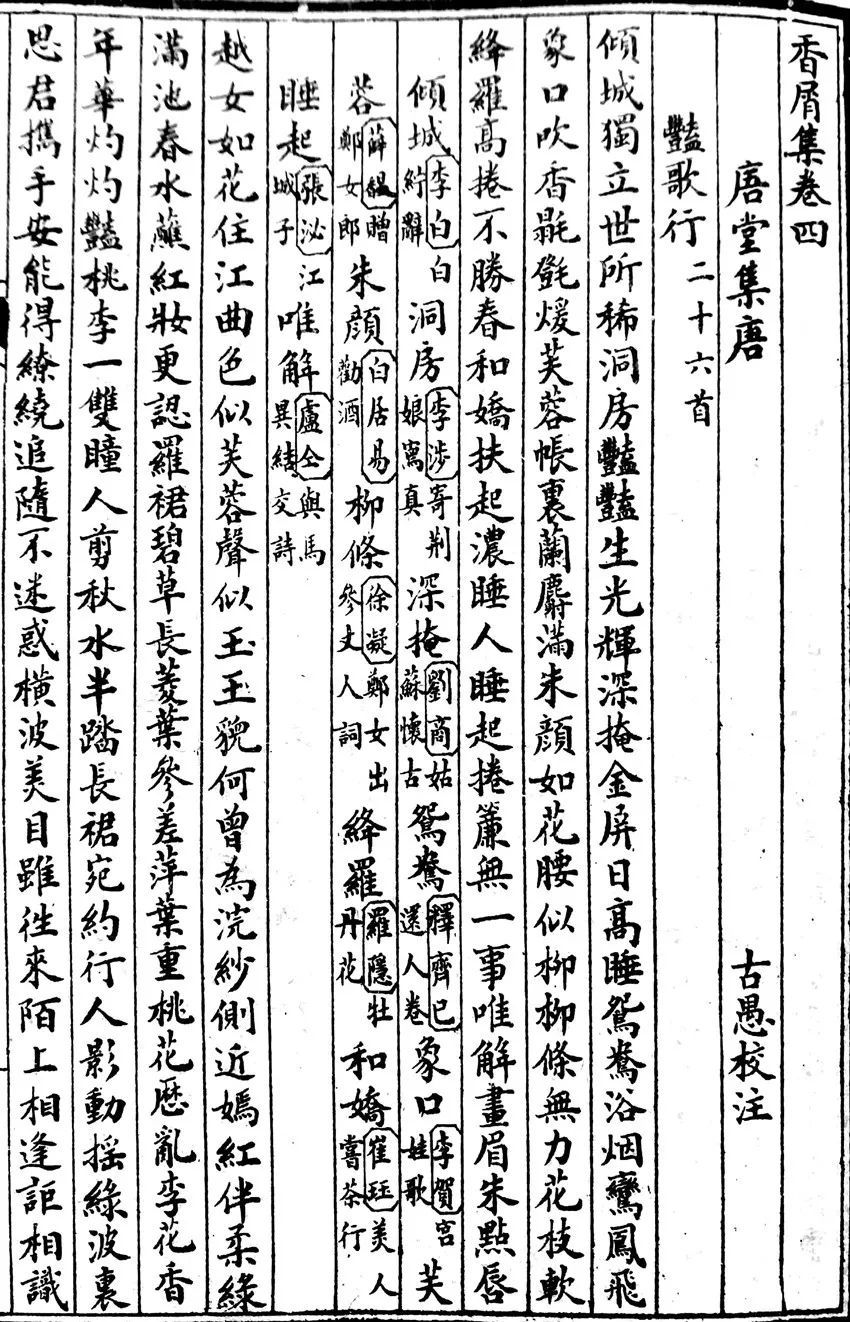 香屑集卷四
唐堂集唐 古愚校注
豔歌行二十六首
傾城獨立世所稀洞房豔豔生光輝深掩金屏日高睡鴛鴦浴烟鸞鳳飛
象口吹香毾㲪煖芙蓉帳裏蘭麝滿朱顏如花腰似柳柳條無力花枝軟
絳羅高捲不勝春和嬌扶起濃睡人睡起捲簾無一事唯解畫眉朱點唇
傾城李白白紵辭洞房李涉寄荆娘寫真深掩劉商姑蘇懷古鴛鴦釋齊已還人卷象口李賀宮娃歌芙
蓉薛馧贈鄭女郎朱顏白居易勸酒柳條徐凝鄭女出參丈人詞絳羅羅隱牡丹花和嬌崔珏美人嘗茶行
睡起張泌江城子唯解盧仝與馬異結交詩
越女如花住江曲色似芙蓉聲似玉玉貌何曾為浣紗側近嫣紅伴柔綠
滿池春水蘸紅妝更認羅裙碧草長菱葉參差萍葉重桃花歷亂李花香
年華灼灼豔桃李一雙瞳人剪秋水半踏長裙宛約行人影動搖綠波裏
思君攜手安能得繚繞追隨不迷惑橫波美目雖往來陌上相逢詎相識